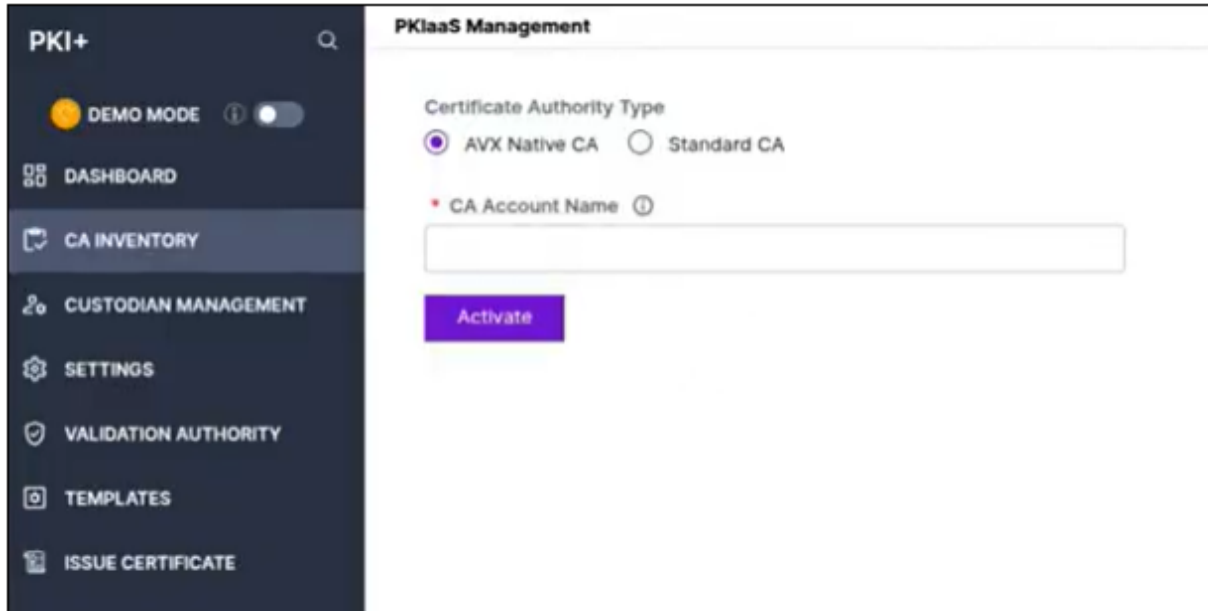 PKI+
DEMO MODE
DASHBOARD
CA INVENTORY
CUSTODIAN MANAGEMENT
SETTINGS
VALIDATION AUTHORITY
TEMPLATES
ISSUE CERTIFICATE
PKIaaS Management
Certificate Authority Type
AVX Native CA Standard CA
* CA Account Name
Activate